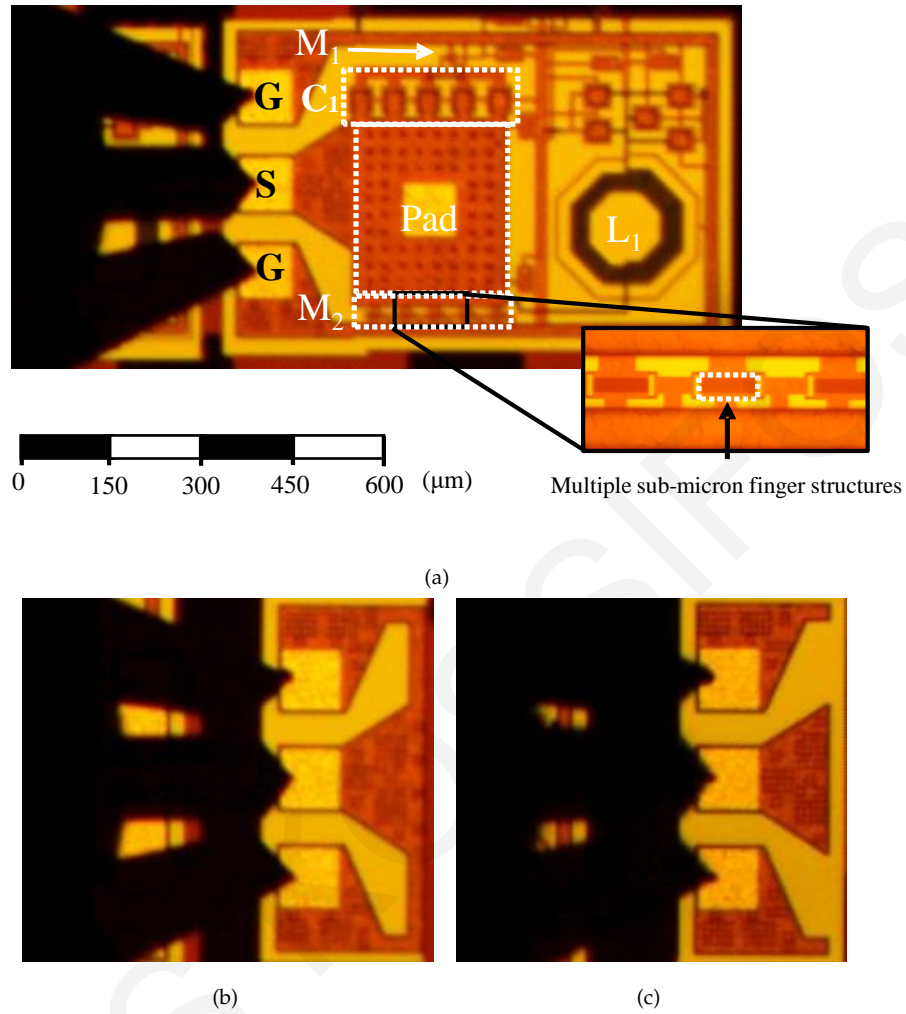 M1
G
C1
S
Pad
L1
G
M2
0 150 300 450 600 (μm)
Multiple sub-micron finger structures
(a)
(b)
(c)